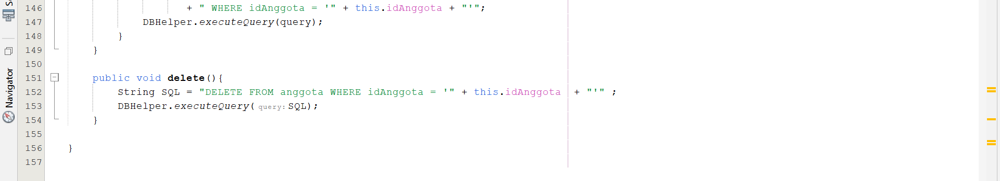 146 + " WHERE idAnggota = '" + this.idAnggota + "'";
147 DBHelper.executeQuery(query);
148 }
149 }
150
151 public void delete(){
152 String SQL = "DELETE FROM anggota WHERE idAnggota = '" + this.idAnggota + "'" ;
153 DBHelper.executeQuery( query: SQL);
154 }
155
156 }
157
Navigator